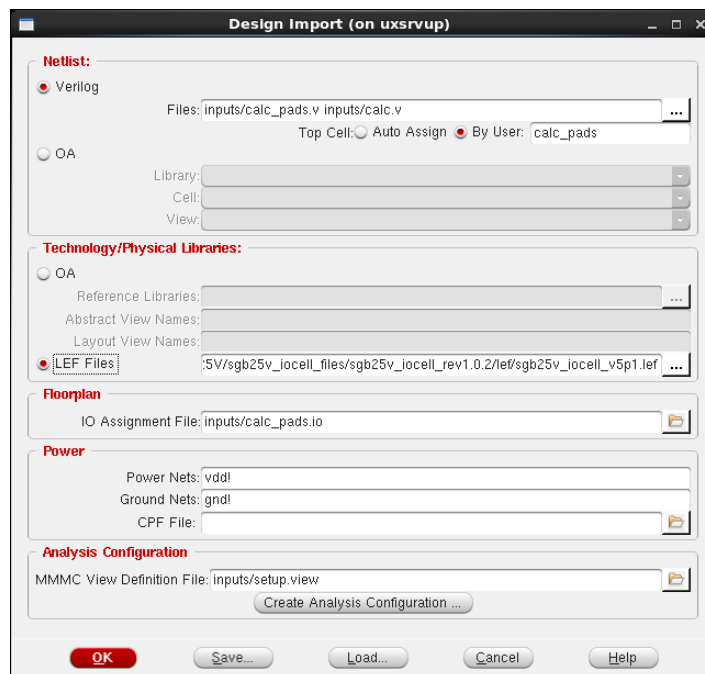 Design Import (on uxsrvup)
Netlist:
Verilog
Files: inputs/calc_pads.v inputs/calc.v ...
Top Cell: Auto Assign By User: calc_pads
OA
Library:
Cell:
View:
Technology/Physical Libraries:
OA
Reference Libraries: ...
Abstract View Names:
Layout View Names:
LEF Files :5V/sgb25v_iocell_files/sgb25v_iocell_rev1.0.2/lef/sgb25v_iocell_v5p1.lef ...
Floorplan
IO Assignment File: inputs/calc_pads.io
Power
Power Nets: vdd!
Ground Nets: gnd!
CPF File:
Analysis Configuration
MMMC View Definition File: inputs/setup.view
Create Analysis Configuration ...
OK Save... Load... Cancel Help